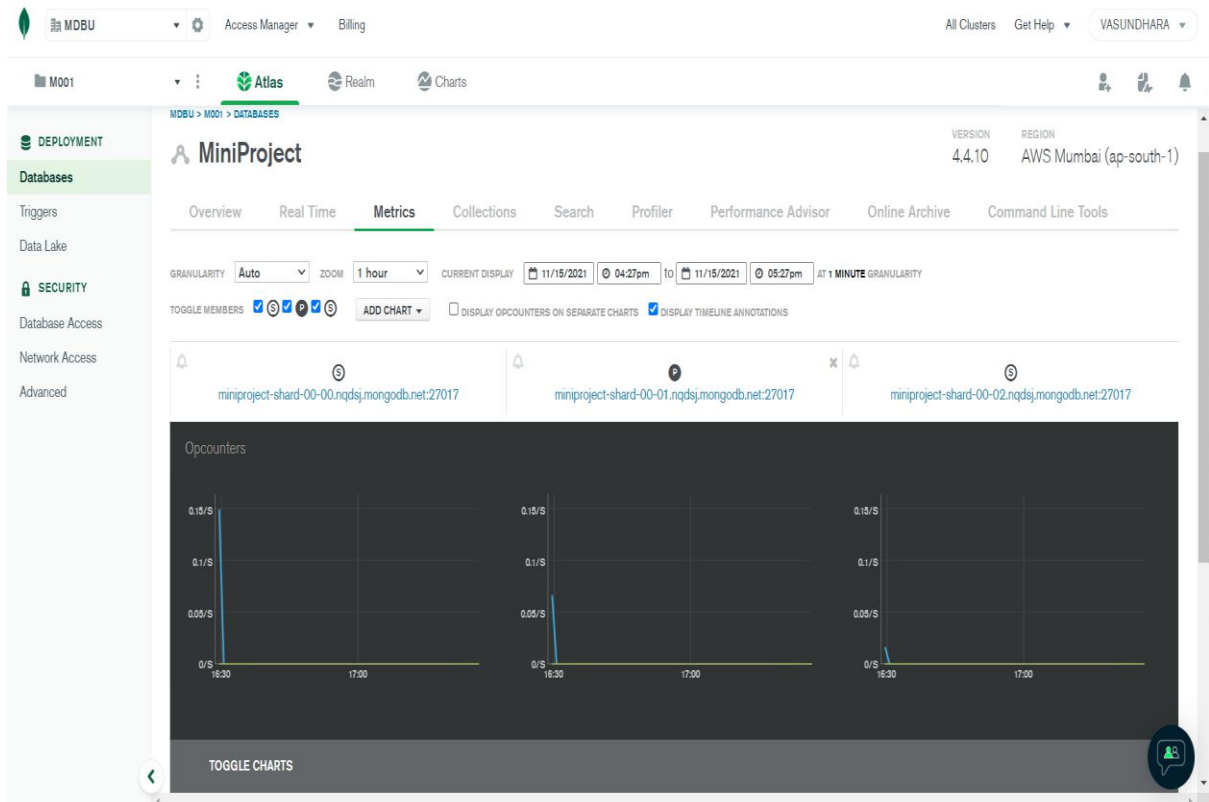 MDBU Access Manager Billing All Clusters Get Help VASUNDHARA
M001 Atlas Realm Charts
MDBU > M001 > DATABASES
DEPLOYMENT
Databases
Triggers
Data Lake
SECURITY
Database Access
Network Access
Advanced
MiniProject
VERSION
4.4.10
REGION
AWS Mumbai (ap-south-1)
Overview Real Time Metrics Collections Search Profiler Performance Advisor Online Archive Command Line Tools
GRANULARITY Auto ZOOM 1 hour CURRENT DISPLAY 11/15/2021 04:27pm to 11/15/2021 05:27pm AT 1 MINUTE GRANULARITY
TOGGLE MEMBERS S P S ADD CHART DISPLAY OPCOUNTERS ON SEPARATE CHARTS DISPLAY TIMELINE ANNOTATIONS
S P S
miniproject-shard-00-00.nqdsj.mongodb.net:27017 miniproject-shard-00-01.nqdsj.mongodb.net:27017 miniproject-shard-00-02.nqdsj.mongodb.net:27017
Opcounters
0.15/S 0.15/S 0.15/S
0.1/S 0.1/S 0.1/S
0.05/S 0.05/S 0.05/S
0/S 0/S 0/S
16:30 17:00 16:30 17:00 16:30 17:00
TOGGLE CHARTS